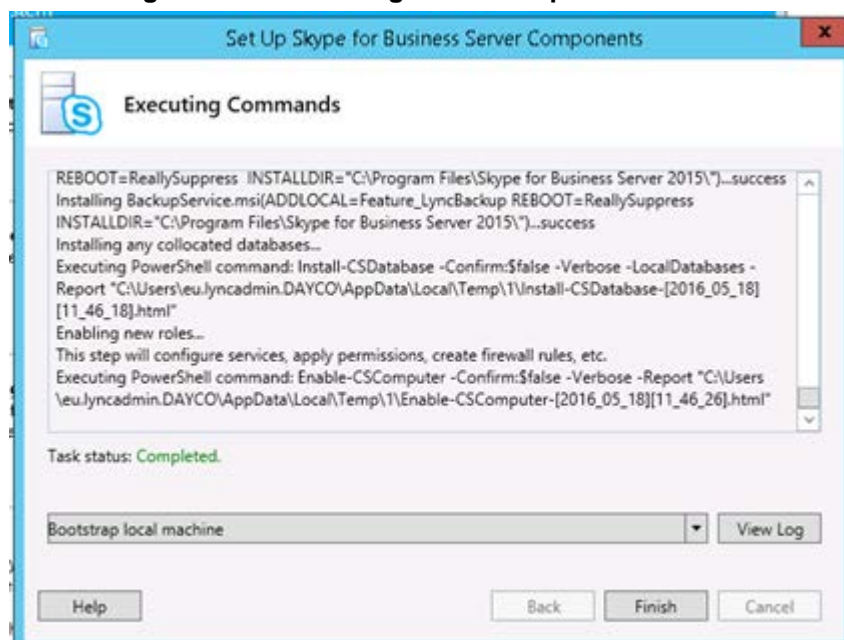 Set Up Skype for Business Server Components
x
S
Executing Commands
REBOOT=ReallySuppress INSTALLDIR="C:\Program Files\Skype for Business Server 2015\")...success
Installing BackupService.msi(ADDLOCAL=Feature_LyncBackup REBOOT=ReallySuppress
INSTALLDIR="C:\Program Files\Skype for Business Server 2015\")...success
Installing any collocated databases...
Executing PowerShell command: Install-CSDatabase -Confirm:$false -Verbose -LocalDatabases -
Report "C:\Users\eu.lyncadmin.DAYCO\AppData\Local\Temp\1\Install-CSDatabase-[2016_05_18]
[11_46_18].html"
Enabling new roles...
This step will configure services, apply permissions, create firewall rules, etc.
Executing PowerShell command: Enable-CSComputer -Confirm:$false -Verbose -Report "C:\Users
\eu.lyncadmin.DAYCO\AppData\Local\Temp\1\Enable-CSComputer-[2016_05_18][11_46_26].html"
Task status: Completed.
Bootstrap local machine
View Log
Help
Back
Finish
Cancel